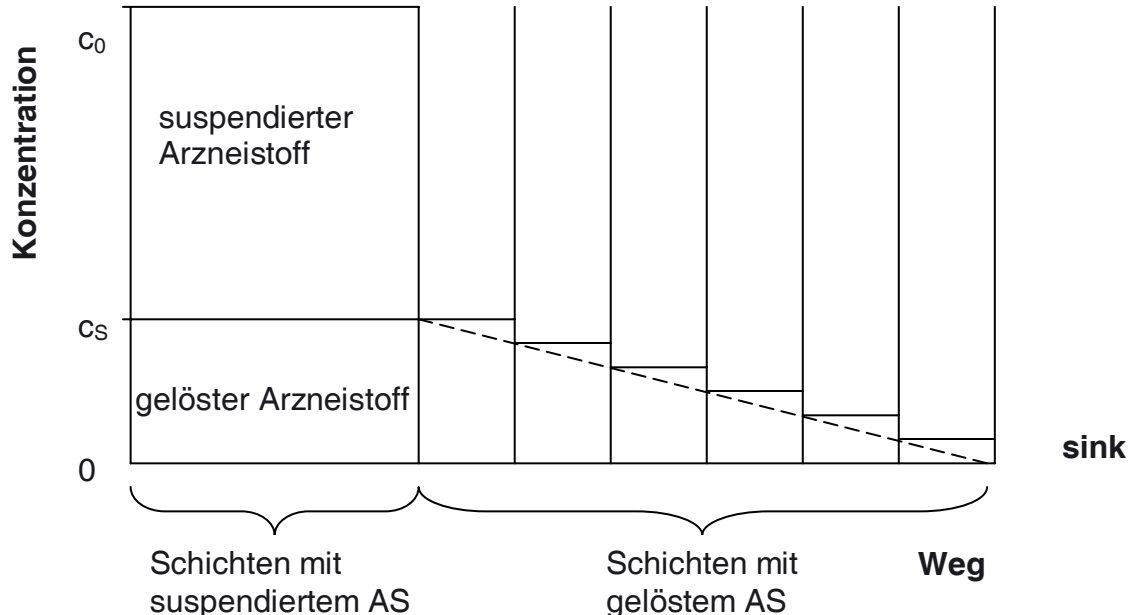 Konzentration
c₀
suspendierter
Arzneistoff
cₛ
gelöster Arzneistoff
0
sink
Schichten mit
suspendiertem AS
Schichten mit
gelöstem AS
Weg